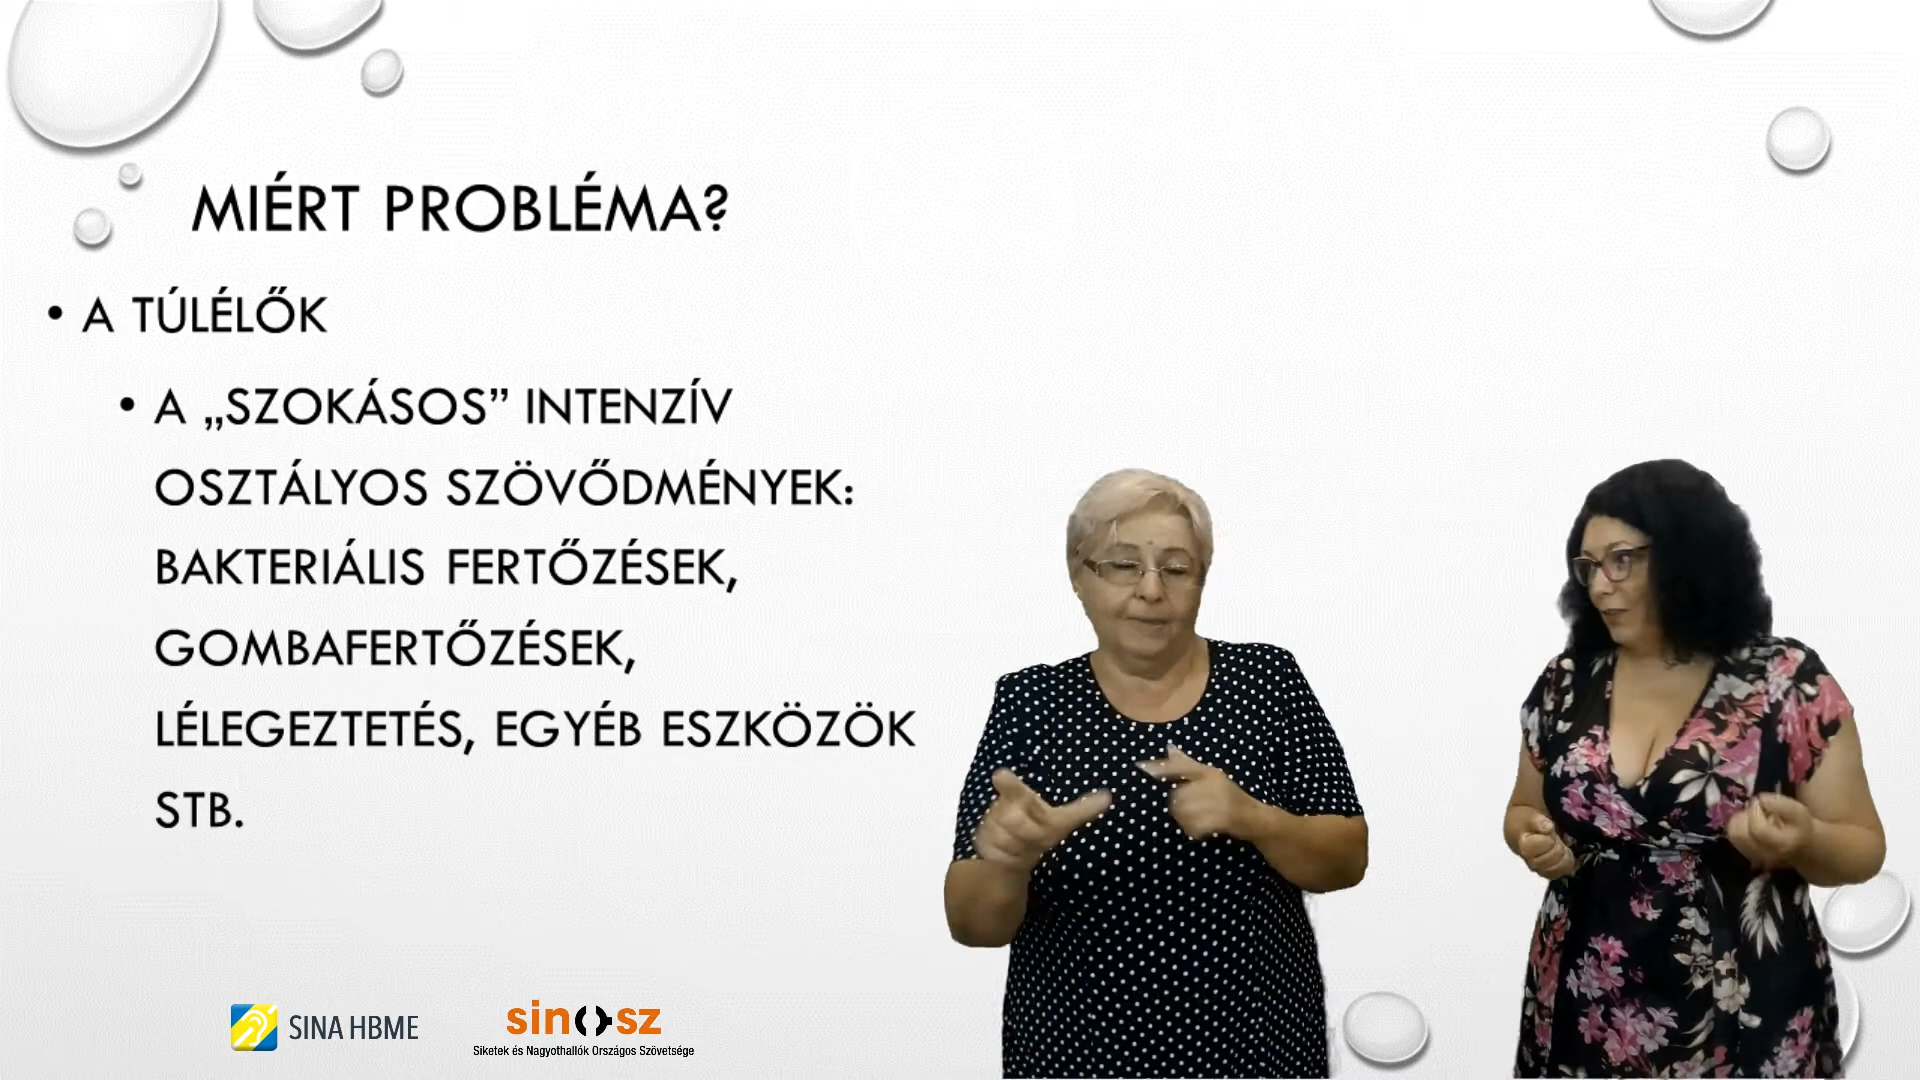 MIÉRT PROBLÉMA?
• A TÚLÉLŐK
• A „SZOKÁSOS” INTENZÍV
OSZTÁLYOS SZÖVŐDMÉNYEK:
BAKTERIÁLIS FERTŐZÉSEK,
GOMBAFERTŐZÉSEK,
LÉLEGEZTETÉS, EGYÉB ESZKÖZÖK
STB.
SINA HBME
sinosz
Siketek és Nagyothallók Országos Szövetsége